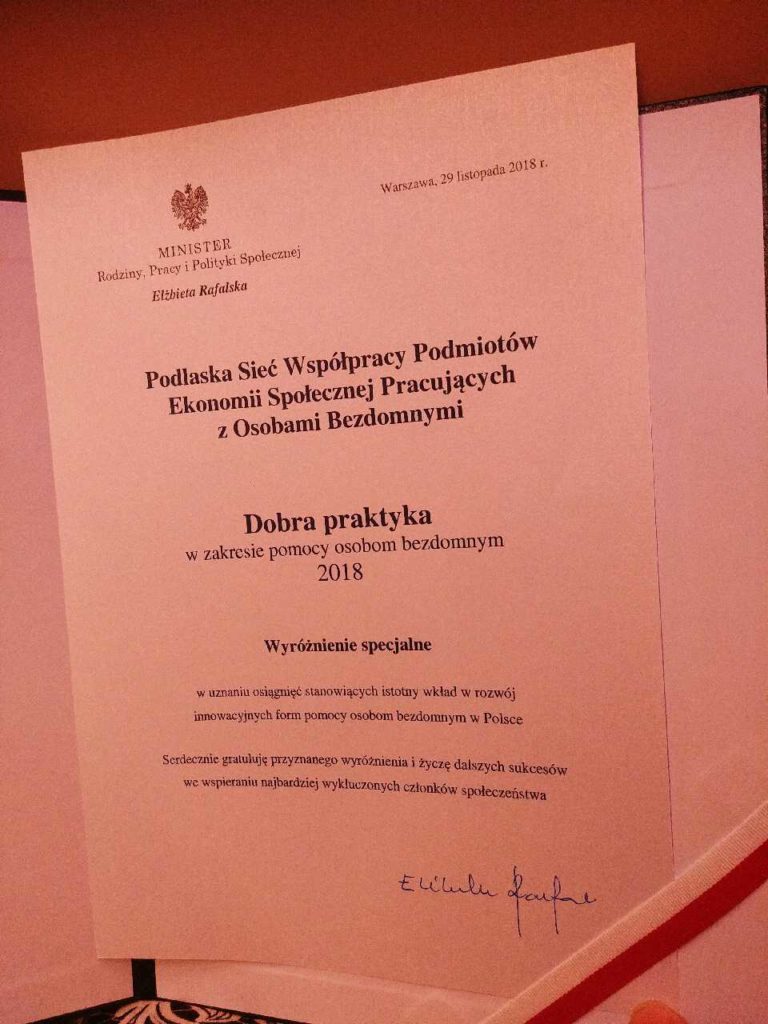 Warszawa, 29 listopada 2018 r.
MINISTER
Rodziny, Pracy i Polityki Społecznej
Elżbieta Rafalska
Podlaska Sieć Współpracy Podmiotów
Ekonomii Społecznej Pracujących
z Osobami Bezdomnymi
Dobra praktyka
w zakresie pomocy osobom bezdomnym
2018
Wyróżnienie specjalne
w uznaniu osiągnięć stanowiących istotny wkład w rozwój
innowacyjnych form pomocy osobom bezdomnym w Polsce
Serdecznie gratuluję przyznanego wyróżnienia i życzę dalszych sukcesów
we wspieraniu najbardziej wykluczonych członków społeczeństwa